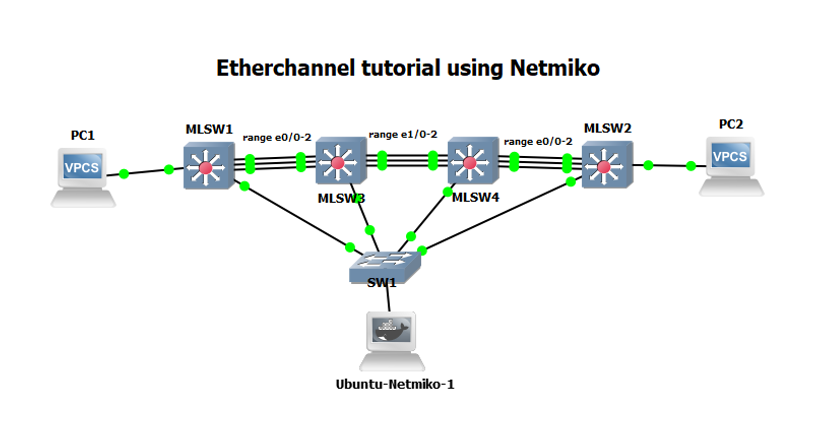 Etherchannel tutorial using Netmiko
PC1
MLSW1
range e0/0-2
range e1/0-2
range e0/0-2
MLSW2
PC2
VPCS
VPCS
MLSW3
MLSW4
SW1
Ubuntu-Netmiko-1